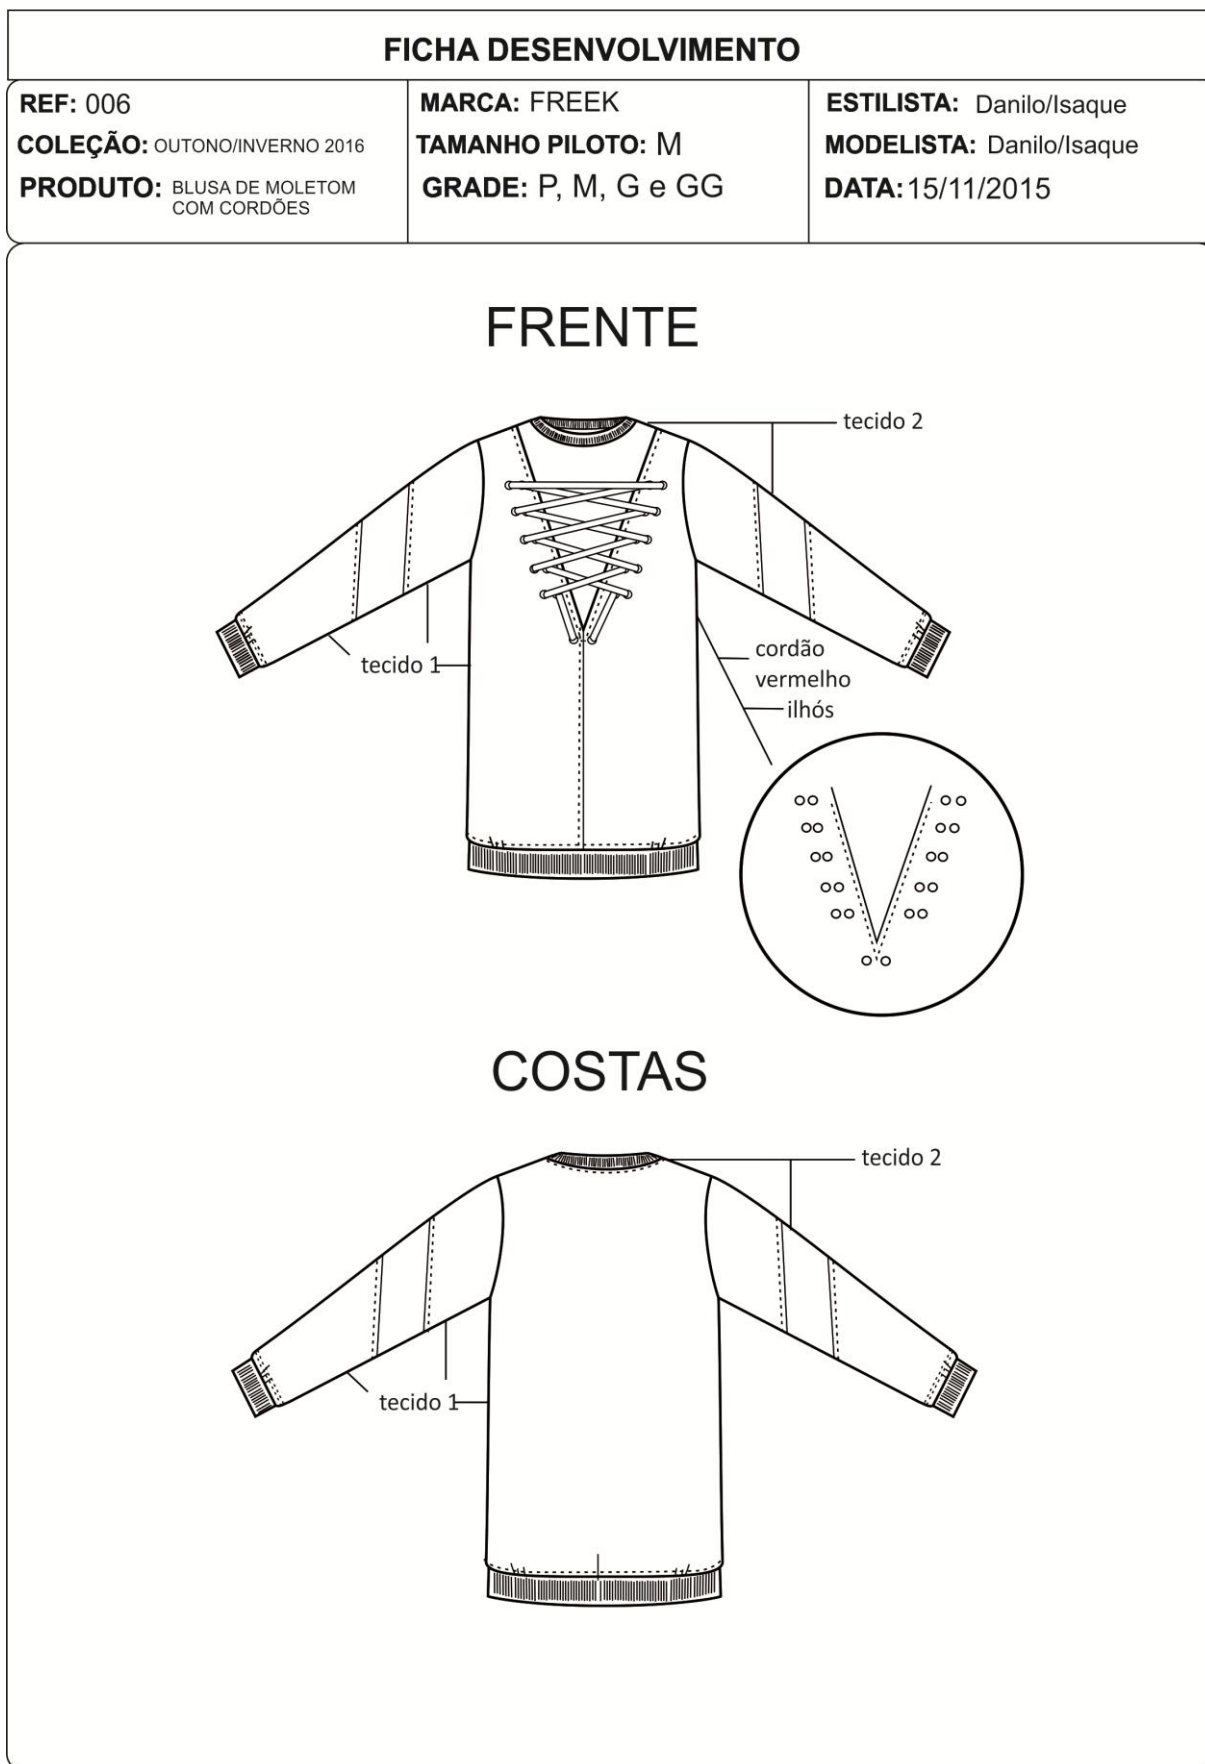 FICHA DESENVOLVIMENTO
REF: 006
COLEÇÃO: OUTONO/INVERNO 2016
PRODUTO: BLUSA DE MOLETOM
COM CORDÕES
MARCA: FREEK
TAMANHO PILOTO: M
GRADE: P, M, G e GG
ESTILISTA: Danilo/Isaque
MODELISTA: Danilo/Isaque
DATA: 15/11/2015
FRENTE
tecido 2
tecido 1
cordão
vermelho
ilhós
COSTAS
tecido 2
tecido 1